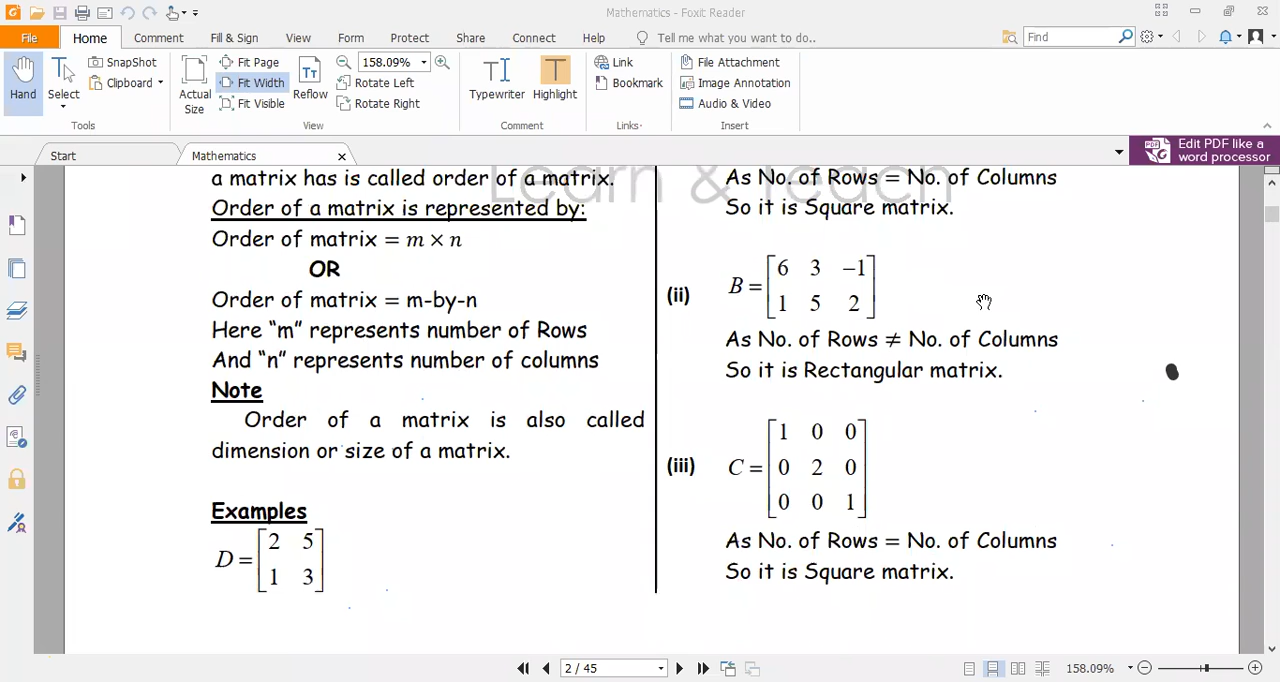 Mathematics - Foxit Reader
File Home Comment Fill & Sign View Form Protect Share Connect Help Tell me what you want to do.. Find
Hand
Select
SnapShot
Clipboard
Tools
Actual Size
Fit Page
Fit Width
Fit Visible
Reflow
158.09%
Rotate Left
Rotate Right
View
Typewriter
Highlight
Comment
Link
Bookmark
Links
File Attachment
Image Annotation
Audio & Video
Insert
Start
Mathematics
Edit PDF like a
word processor
Learn & Teach
a matrix has is called order of a matrix.
Order of a matrix is represented by:
Order of matrix = m × n
OR
Order of matrix = m-by-n
Here “m” represents number of Rows
And “n” represents number of columns
Note
Order of a matrix is also called
dimension or size of a matrix.
Examples
D = [2 5
1 3]
As No. of Rows = No. of Columns
So it is Square matrix.
(ii) B = [6 3 −1
1 5 2]
As No. of Rows ≠ No. of Columns
So it is Rectangular matrix.
(iii) C = [1 0 0
0 2 0
0 0 1]
As No. of Rows = No. of Columns
So it is Square matrix.
2 / 45
158.09%